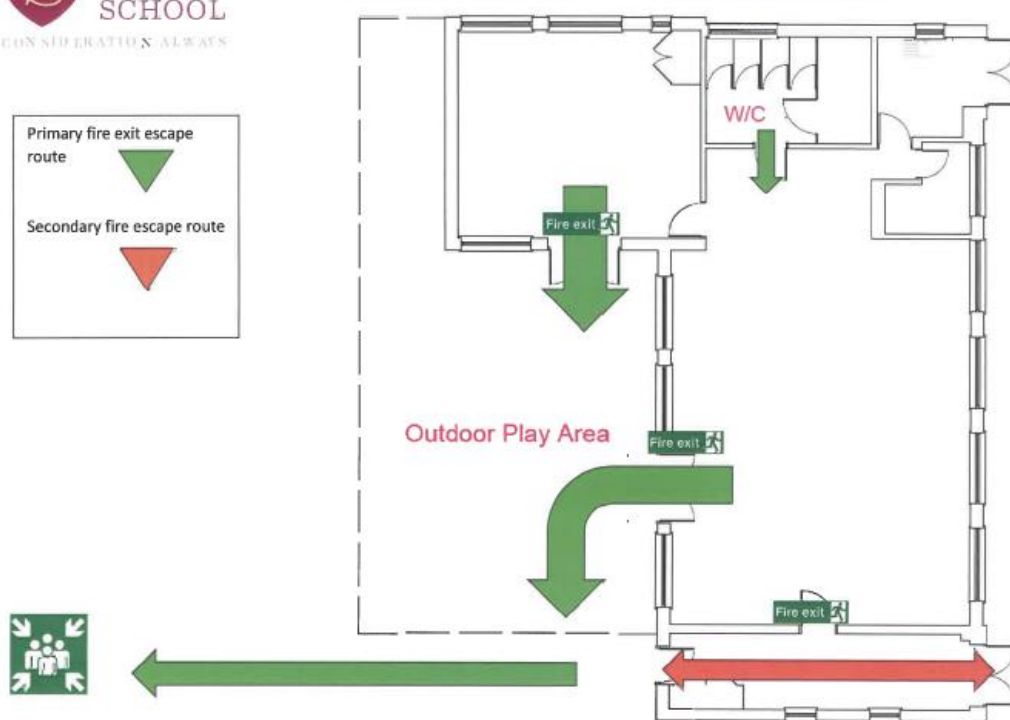 SCHOOL
CONSIDERATION ALWAYS
Primary fire exit escape
route
Secondary fire escape route
W/C
Fire exit
Outdoor Play Area
Fire exit
Fire exit